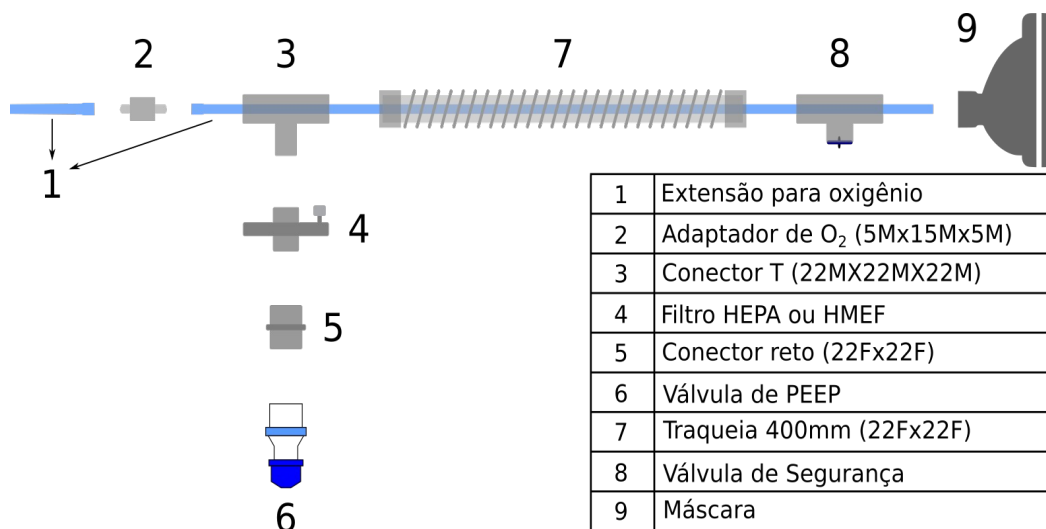 2
3
7
8
9
1
4
5
6
1 Extensão para oxigênio
2 Adaptador de O₂ (5Mx15Mx5M)
3 Conector T (22MX22MX22M)
4 Filtro HEPA ou HMEF
5 Conector reto (22Fx22F)
6 Válvula de PEEP
7 Traqueia 400mm (22Fx22F)
8 Válvula de Segurança
9 Máscara